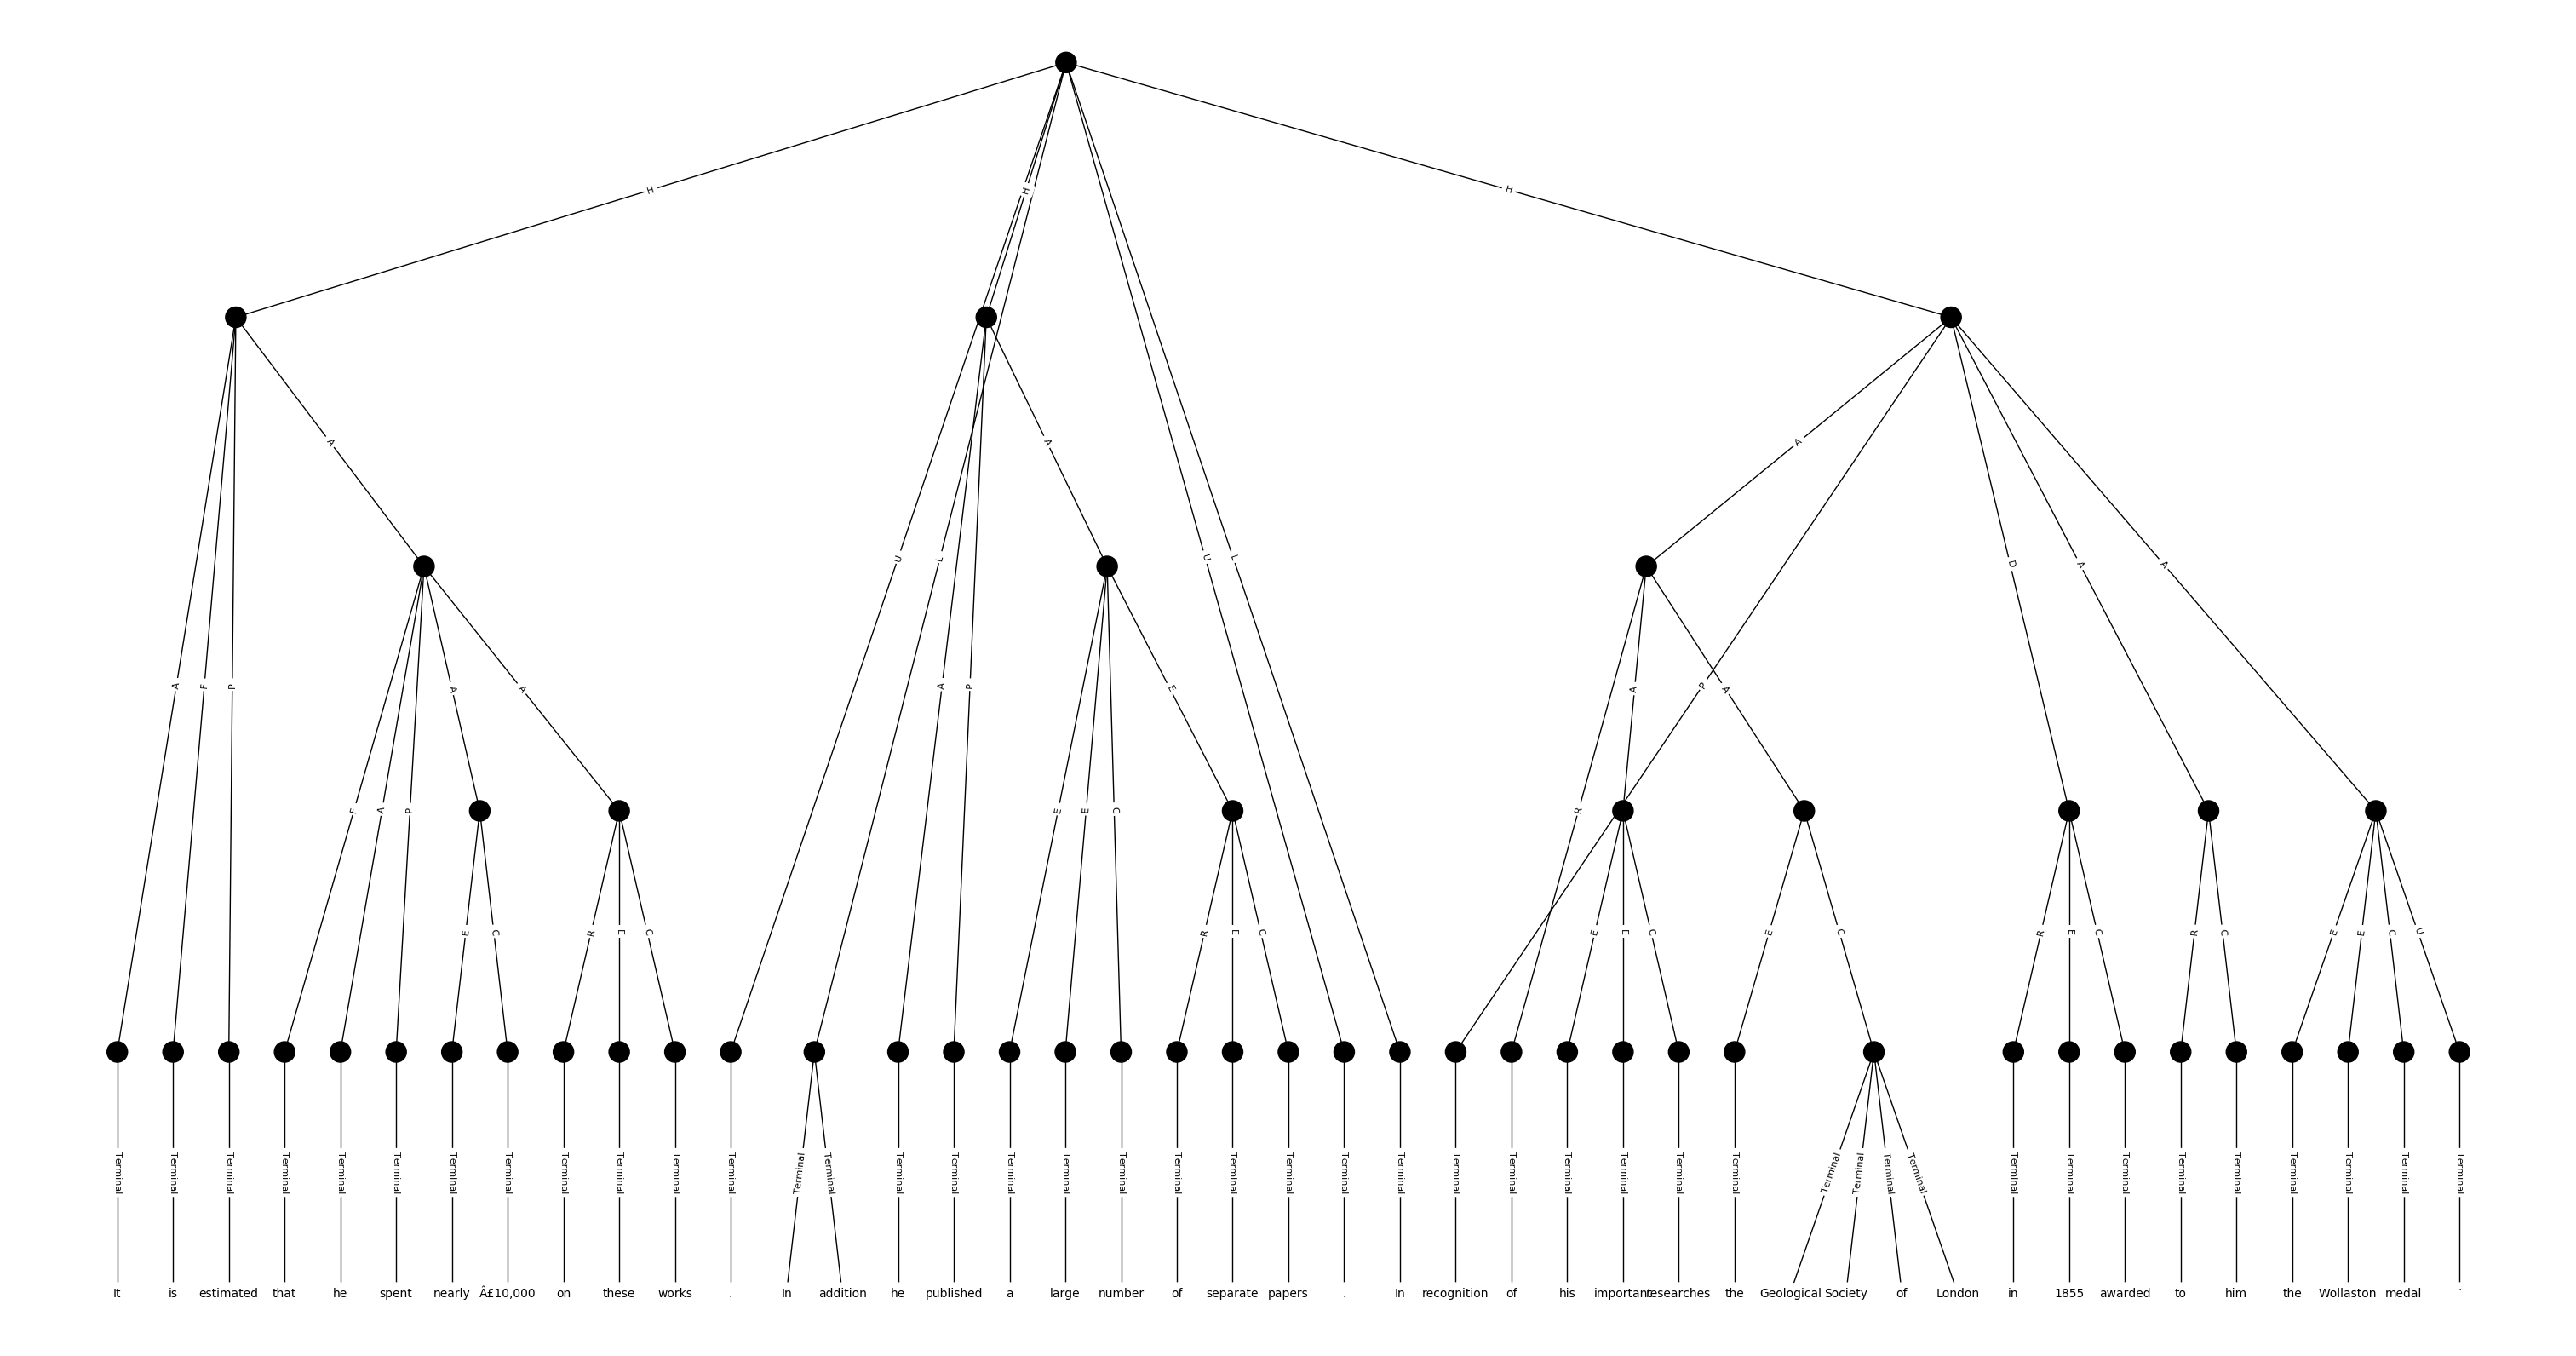 H H H
A A A
A F P A U L A P E U L R A P A D A A
F A P A A E E C
E C R E C R E C E E C E C R E C R C E E C U
Terminal Terminal Terminal Terminal Terminal Terminal Terminal Terminal Terminal Terminal Terminal Terminal Terminal Terminal Terminal Terminal Terminal Terminal Terminal Terminal Terminal Terminal Terminal Terminal Terminal Terminal Terminal Terminal Terminal Terminal Terminal Terminal Terminal Terminal Terminal Terminal Terminal Terminal Terminal Terminal Terminal Terminal Terminal
It is estimated that he spent nearly Â£10,000 on these works . In addition he published a large number of separate papers . In recognition of his important researches the Geological Society of London in 1855 awarded to him the Wollaston medal .